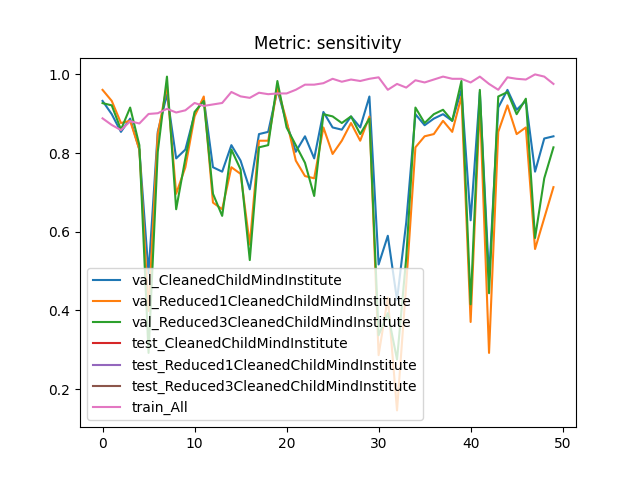 Metric: sensitivity
1.0
0.8
0.6
0.4
0.2
val_CleanedChildMindInstitute
val_Reduced1CleanedChildMindInstitute
val_Reduced3CleanedChildMindInstitute
test_CleanedChildMindInstitute
test_Reduced1CleanedChildMindInstitute
test_Reduced3CleanedChildMindInstitute
train_All
0 10 20 30 40 50